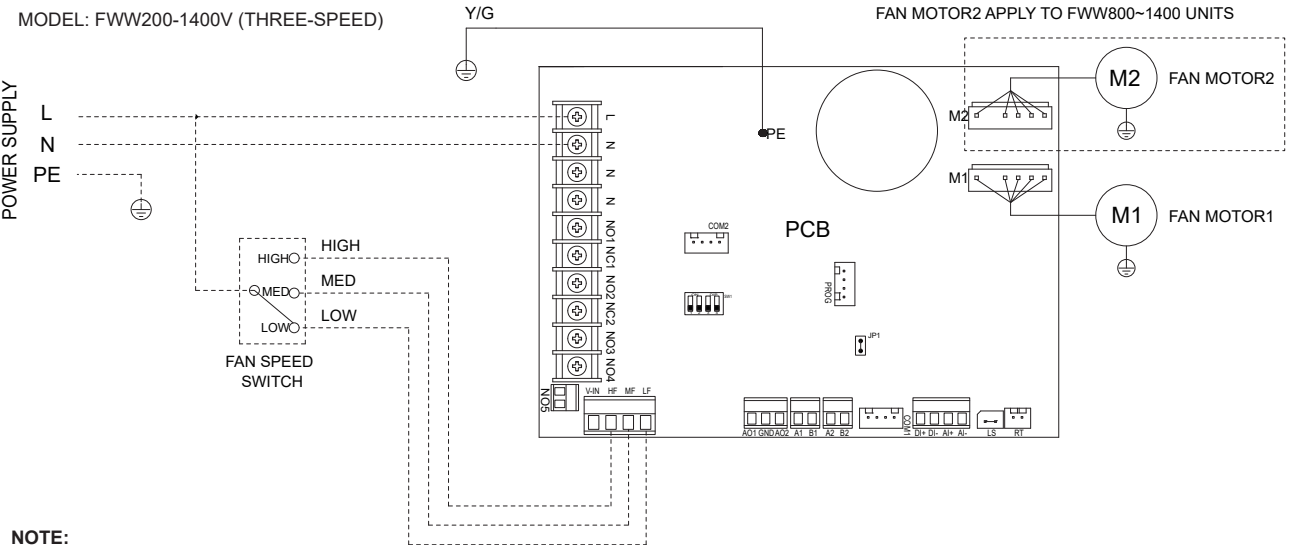 MODEL: FWW200-1400V (THREE-SPEED)
Y/G
FAN MOTOR2 APPLY TO FWW800~1400 UNITS
POWER SUPPLY
L
N
PE
L
N
N
N
NO1
NC1
NO2
NC2
NO3
NO4
PE
M2
M2
FAN MOTOR2
M1
M1
FAN MOTOR1
PCB
COM2
SW1
PROG
JP1
HIGH
HIGH
MED
MED
LOW
LOW
FAN SPEED
SWITCH
NO5
V-IN HF MF LF
AO1 GND AO2 A1 B1 A2 B2
COM1
DI+ DI- AI+ AI- LS RT
NOTE: